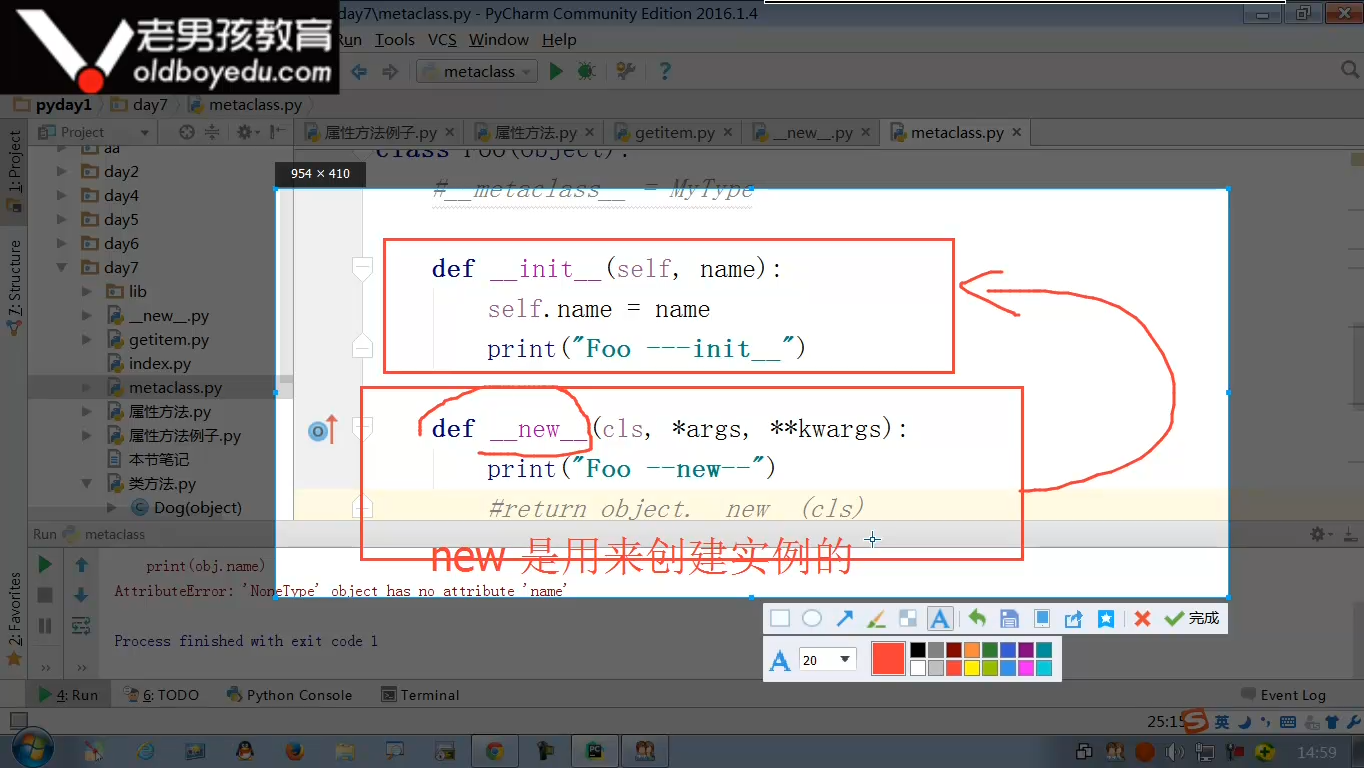 老男孩教育
oldboyedu.com
day7\metaclass.py - PyCharm Community Edition 2016.1.4
Run Tools VCS Window Help
metaclass
pyday1 day7 metaclass.py
Project
属性方法例子.py 属性方法.py getitem.py __new__.py metaclass.py
1: Project
7: Structure
2: Favorites
aa
day2
day4
day5
day6
day7
lib
__new__.py
getitem.py
index.py
metaclass.py
属性方法.py
属性方法例子.py
本节笔记
类方法.py
Dog(object)
954 × 410
class Foo(object):
#__metaclass__ = MyType
def __init__(self, name):
self.name = name
print("Foo ---init__")
def __new__(cls, *args, **kwargs):
print("Foo --new--")
#return object.__new__(cls)
new 是用来创建实例的
Run metaclass
print(obj.name)
AttributeError: 'NoneType' object has no attribute 'name'
Process finished with exit code 1
完成
A 20
4: Run 6: TODO Python Console Terminal Event Log
25:15
英
14:59